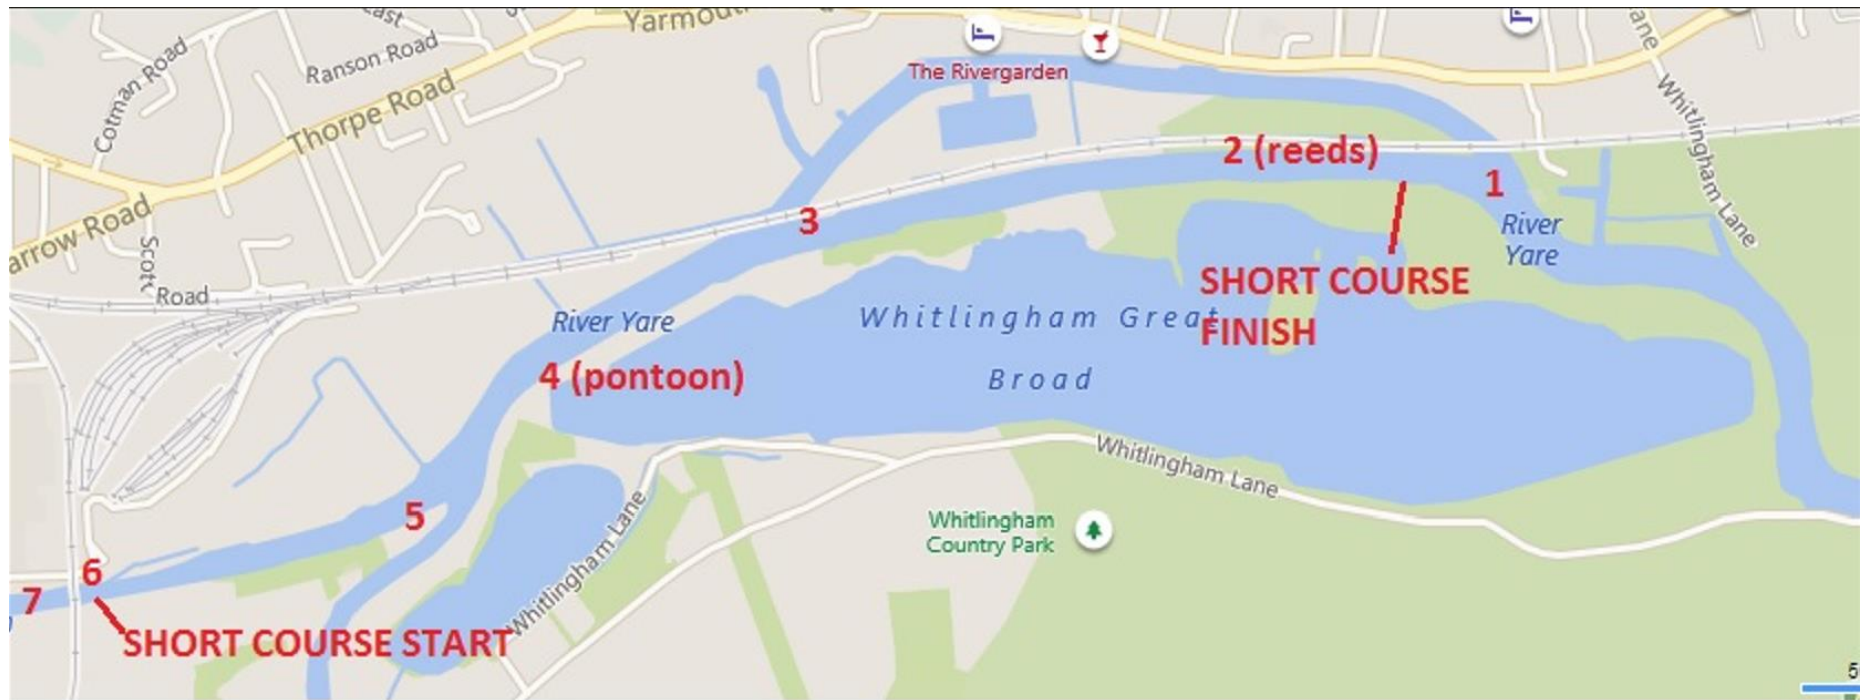 Yarmout
Ranson Road
Cotman Road
Thorpe Road
The Rivergarden
Whitlingham Lane
2 (reeds)
1
3
River
Yare
arrow Road
Scott
Road
SHORT COURSE
FINISH
River Yare
Whitlingham Great
Broad
4 (pontoon)
Whitlingham Lane
Whitlingham
Country Park
5
Whitlingham Lane
6
7
SHORT COURSE START
5